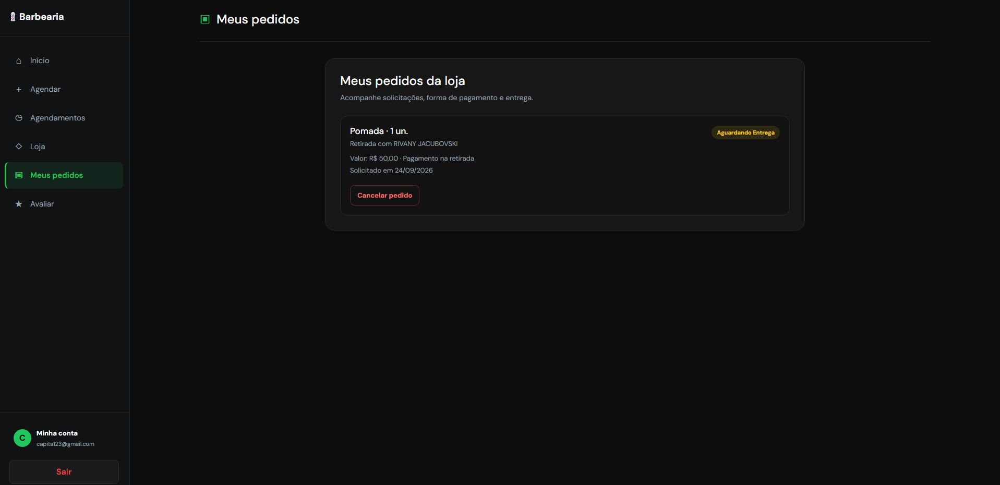 Barbearia
Início
Agendar
Agendamentos
Loja
Meus pedidos
Avaliar
Minha conta
C
capita123@gmail.com
Sair
Meus pedidos
Meus pedidos da loja
Acompanhe solicitações, forma de pagamento e entrega.
Pomada · 1 un.
Aguardando Entrega
Retirada com RIVANY JACUBOVSKI
Valor: R$ 50,00 · Pagamento na retirada
Solicitado em 24/09/2026
Cancelar pedido